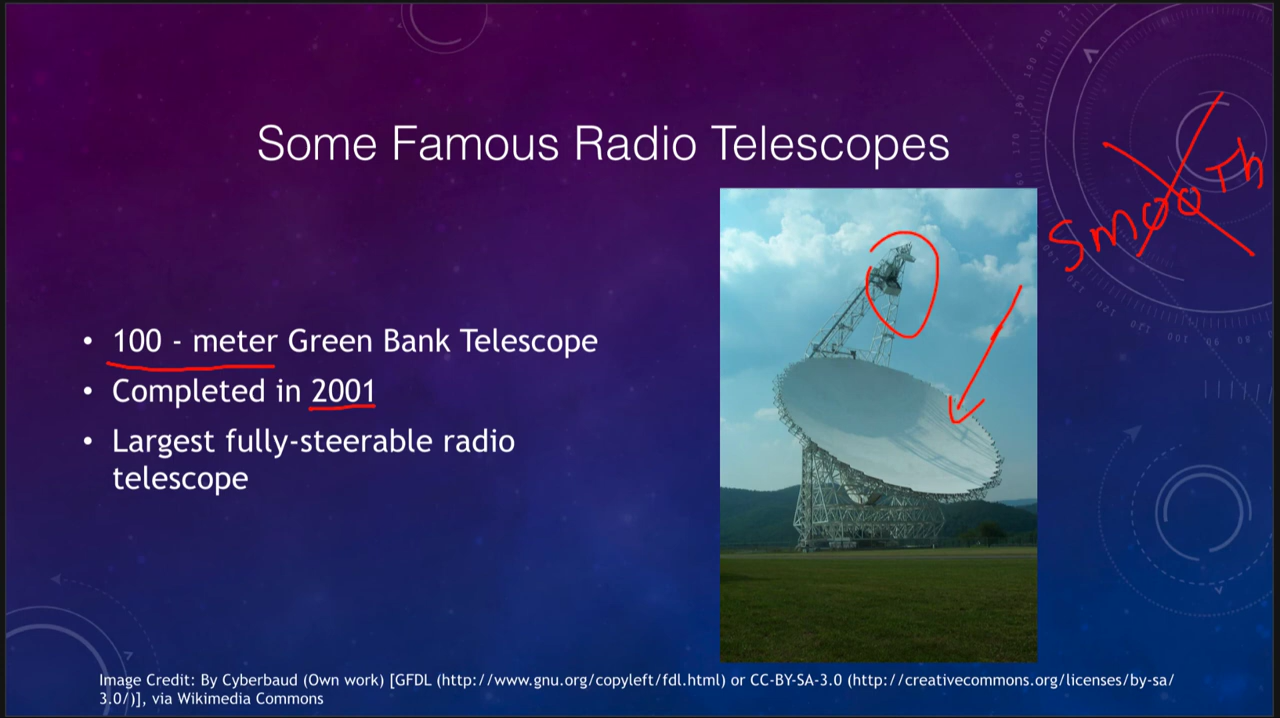 Some Famous Radio Telescopes
SmooTh
• 100 - meter Green Bank Telescope
• Completed in 2001
• Largest fully-steerable radio
telescope
Image Credit: By Cyberbaud (Own work) [GFDL (http://www.gnu.org/copyleft/fdl.html) or CC-BY-SA-3.0 (http://creativecommons.org/licenses/by-sa/
3.0/)], via Wikimedia Commons